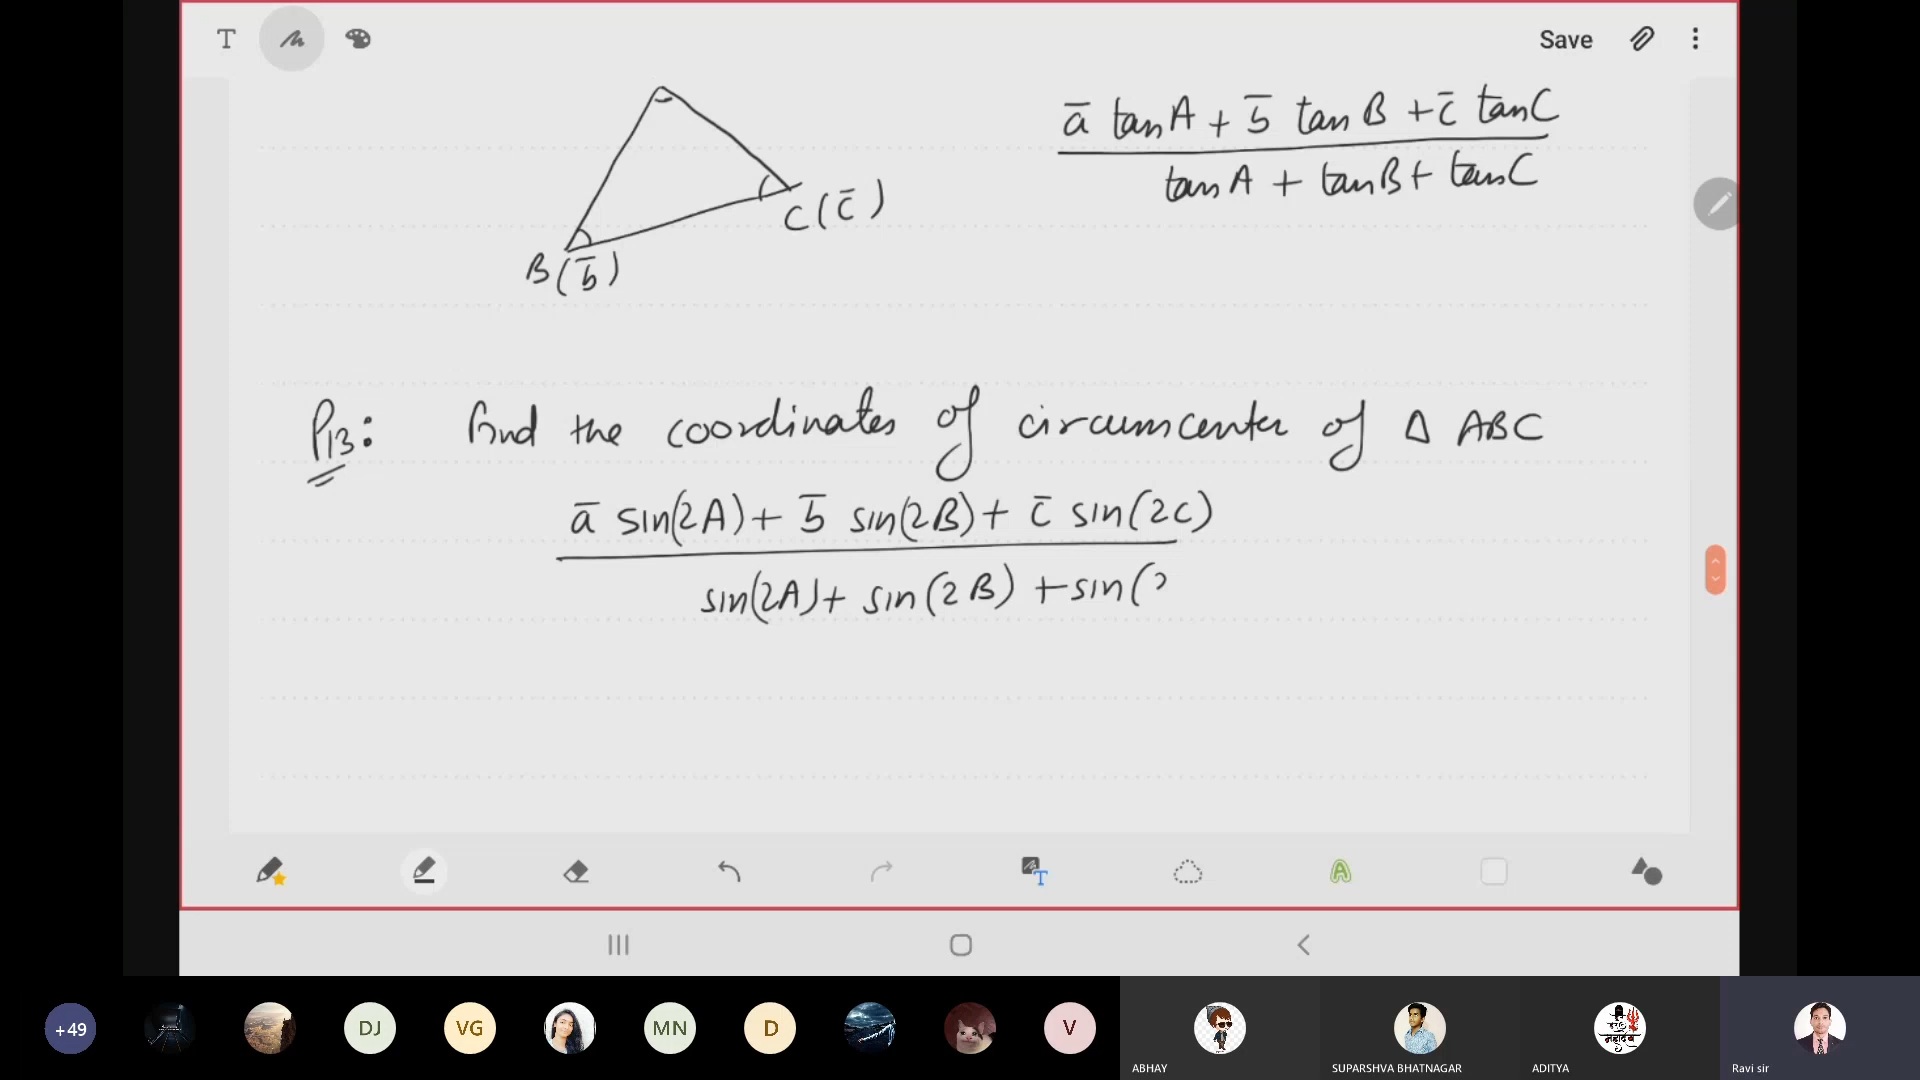 T
Save
a̅ tanA + b̅ tanB + c̅ tanC
tanA + tanB + tanC
C(c̅)
B(b̅)
P13: find the coordinates of circumcenter of Δ ABC
a̅ sin(2A) + b̅ sin(2B) + c̅ sin(2C)
sin(2A) + sin(2B) + sin(2
T
A
+49
DJ
VG
MN
D
V
ABHAY
SUPARSHVA BHATNAGAR
ADITYA
Ravi sir